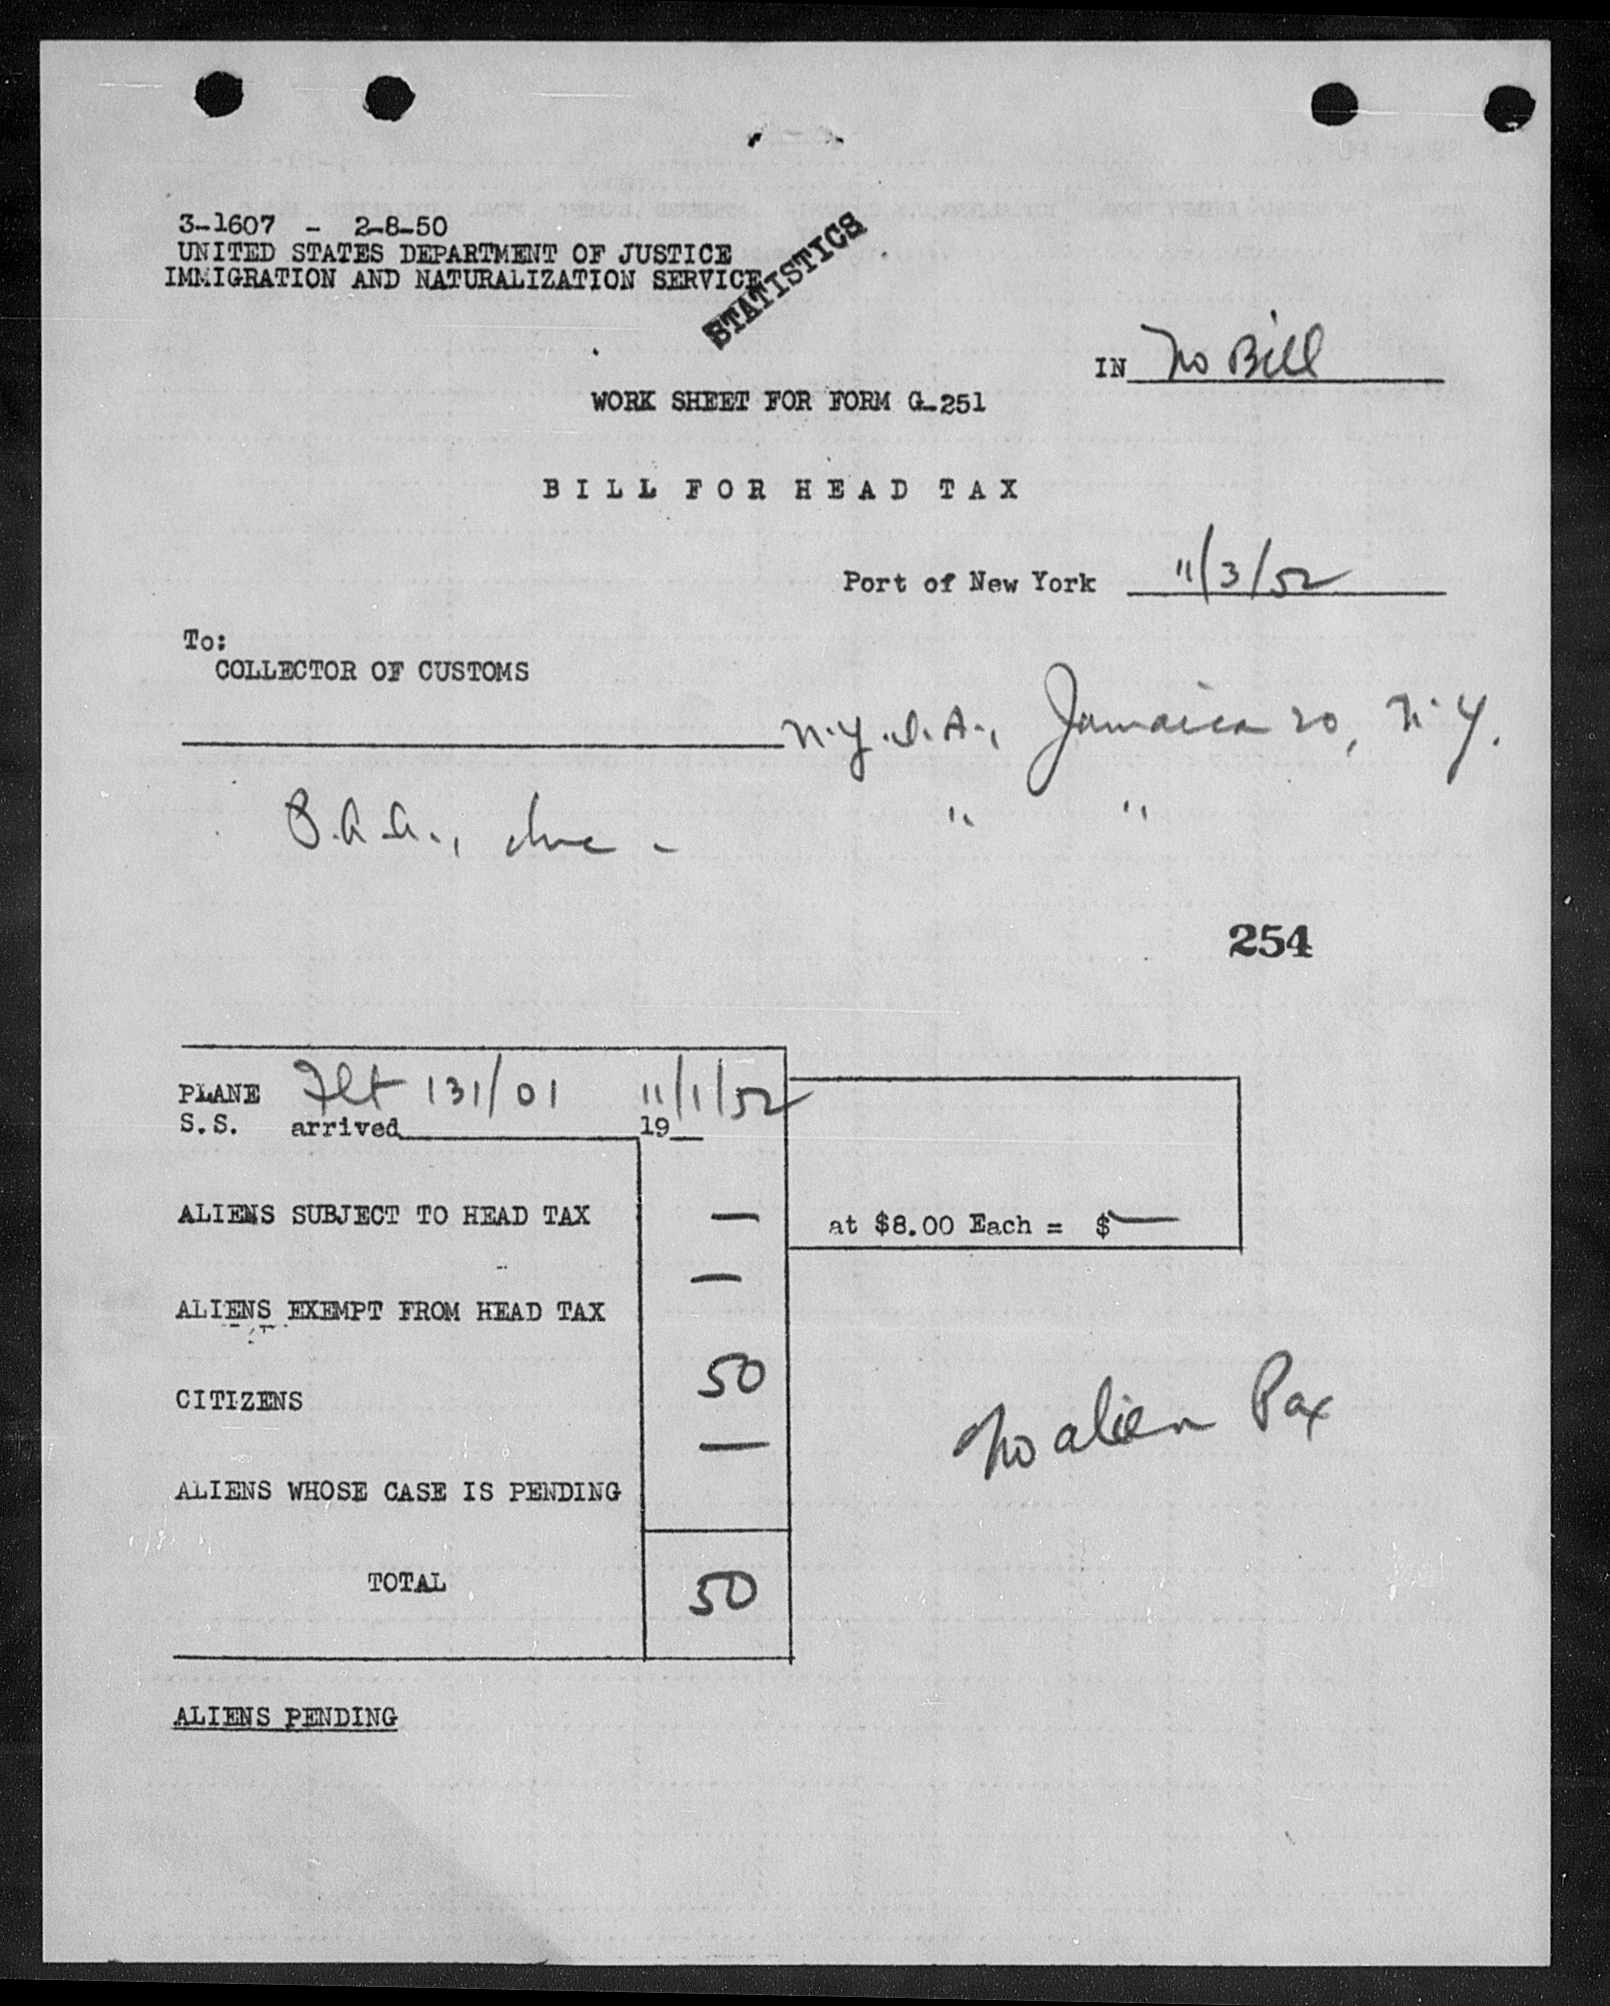 3-1607 - 2-8-50
UNITED STATES DEPARTMENT OF JUSTICE
IMMIGRATION AND NATURALIZATION SERVICE
STATISTICS
IN No Bill
WORK SHEET FOR FORM G-251
BILL FOR HEAD TAX
Port of New York 11/3/52
To:
COLLECTOR OF CUSTOMS
N.Y.I.A., Jamaica 20, N.Y.
Inc - " "
254
PLANE Flt 131/01 11/1/52
S.S. arrived 19
ALIENS SUBJECT TO HEAD TAX —
at $8.00 Each = $ —
ALIENS EXEMPT FROM HEAD TAX —
CITIZENS 50
ALIENS WHOSE CASE IS PENDING —
No alien Pax
TOTAL 50
ALIENS PENDING